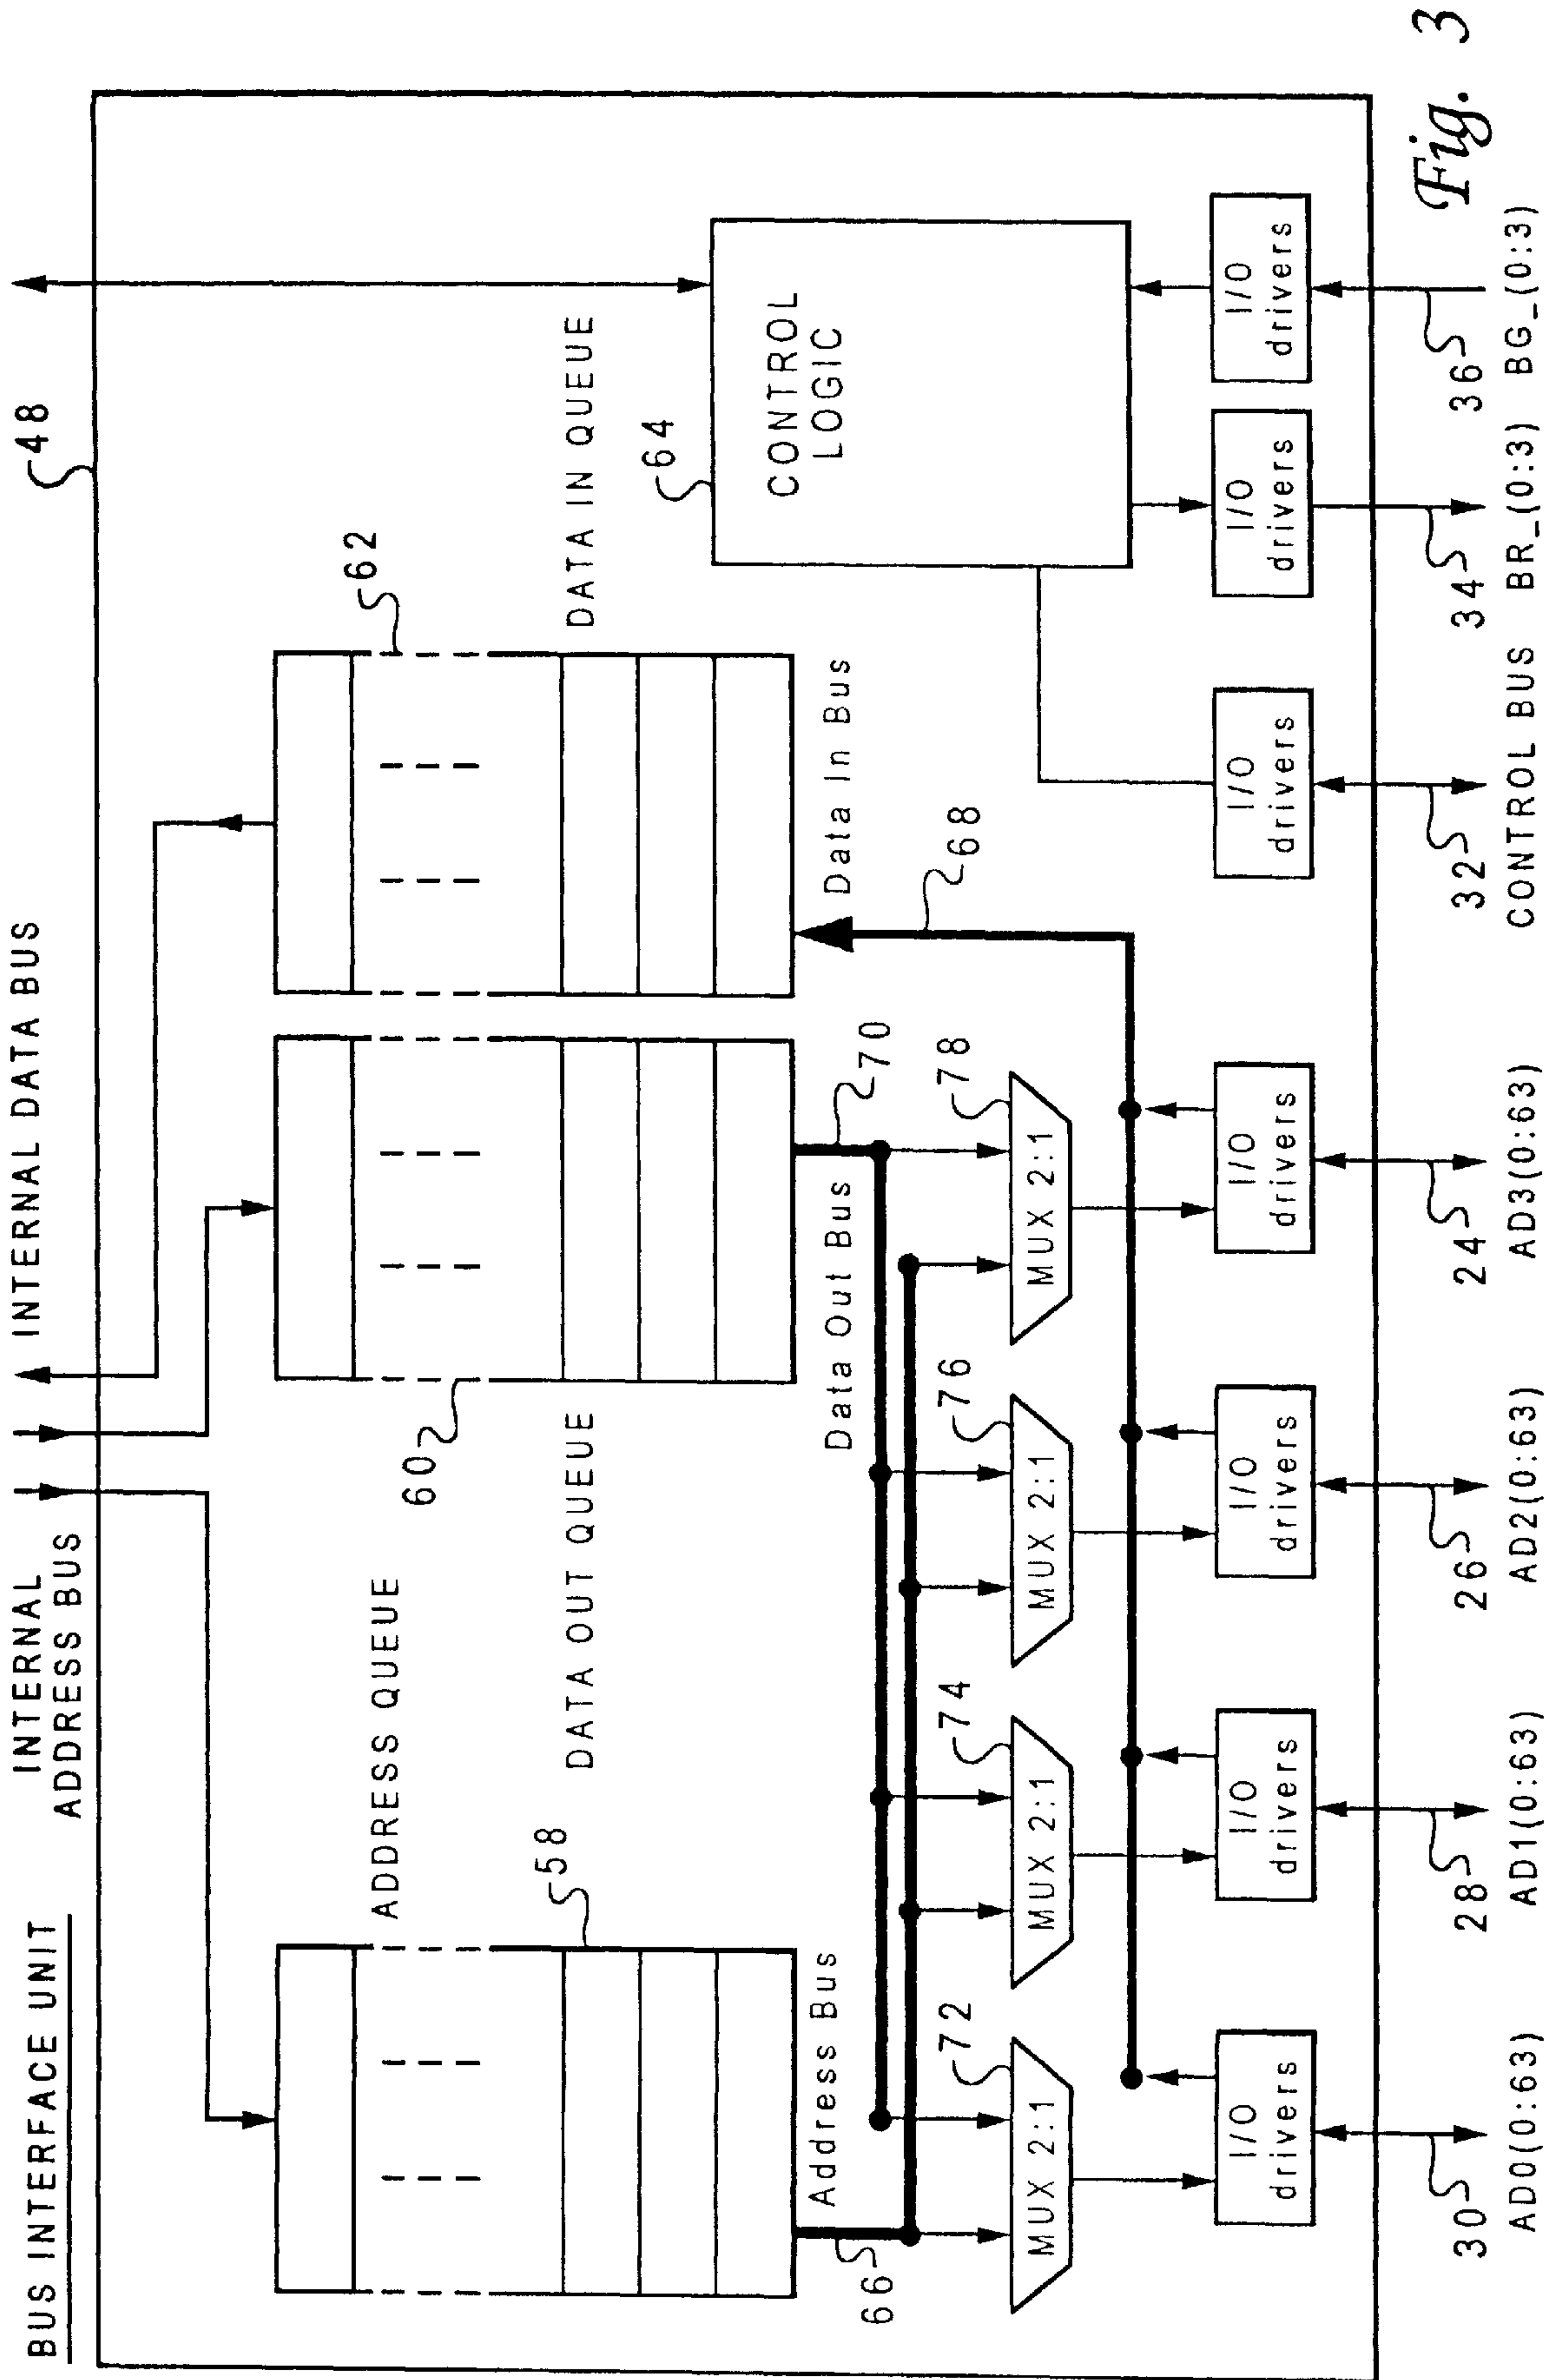 BUS INTERFACE UNIT
INTERNAL
ADDRESS BUS
INTERNAL DATA BUS
48
ADDRESS QUEUE
58
DATA OUT QUEUE
60
62
DATA IN QUEUE
64
CONTROL
LOGIC
Address Bus
66
Data Out Bus
70
Data In Bus
68
72
MUX 2:1
74
MUX 2:1
76
MUX 2:1
78
MUX 2:1
I/O
drivers
I/O
drivers
I/O
drivers
I/O
drivers
I/O
drivers
I/O
drivers
I/O
drivers
30
28
26
24
32
34
36
AD0(0:63)
AD1(0:63)
AD2(0:63)
AD3(0:63)
CONTROL BUS
BR_(0:3)
BG_(0:3)
Fig. 3